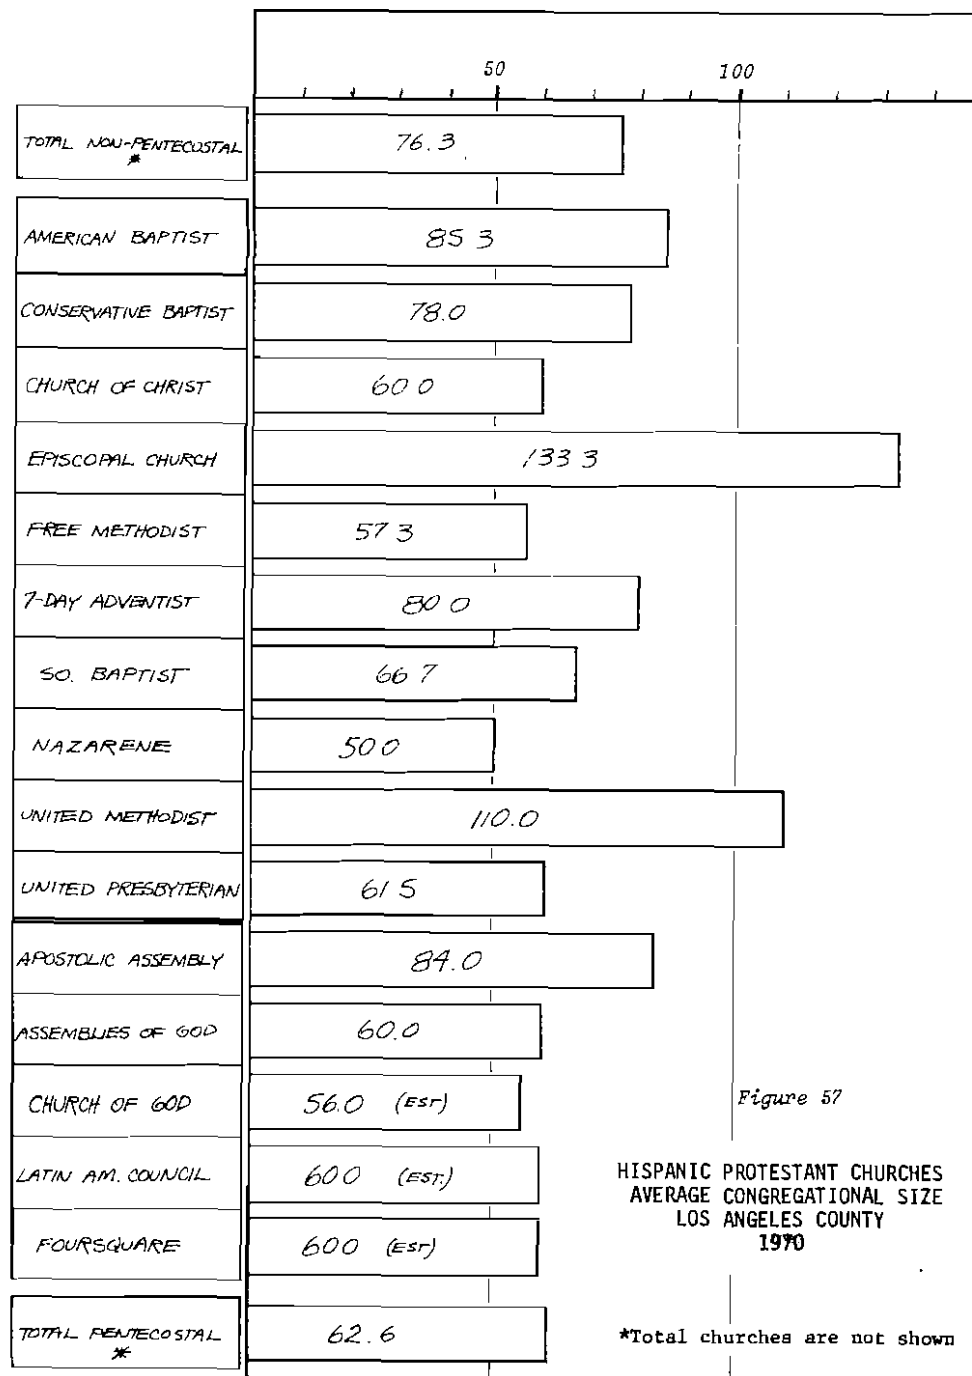 50 100
TOTAL NON-PENTECOSTAL 76.3
*
AMERICAN BAPTIST 85 3
CONSERVATIVE BAPTIST 78.0
CHURCH OF CHRIST 60 0
EPISCOPAL CHURCH 133 3
FREE METHODIST 57 3
7-DAY ADVENTIST 80 0
SO. BAPTIST 66 7
NAZARENE 50 0
UNITED METHODIST 110.0
UNITED PRESBYTERIAN 61 5
APOSTOLIC ASSEMBLY 84.0
ASSEMBLIES OF GOD 60.0
CHURCH OF GOD 56.0 (EST)
Figure 57
LATIN AM. COUNCIL 60 0 (EST.)
FOURSQUARE 60 0 (EST)
HISPANIC PROTESTANT CHURCHES
AVERAGE CONGREGATIONAL SIZE
LOS ANGELES COUNTY
1970
TOTAL PENTECOSTAL 62.6
*
*Total churches are not shown